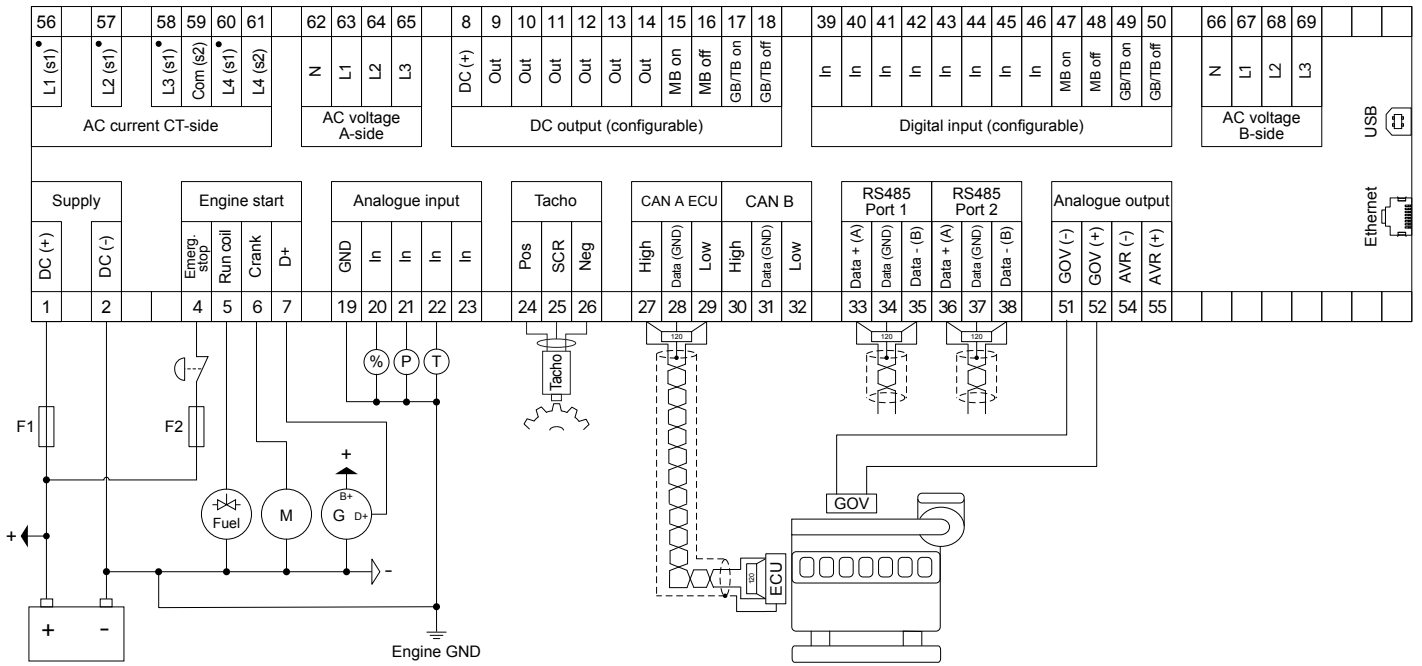 56 57 58 59 60 61 62 63 64 65 8 9 10 11 12 13 14 15 16 17 18 39 40 41 42 43 44 45 46 47 48 49 50 66 67 68 69
L1 (s1) L2 (s1) L3 (s1) Com (s2) L4 (s1) L4 (s2) N L1 L2 L3 DC (+) Out Out Out Out Out Out MB on MB off GB/TB on GB/TB off In In In In In In In In MB on MB off GB/TB on GB/TB off N L1 L2 L3
AC current CT-side
AC voltage
A-side
DC output (configurable)
Digital input (configurable)
AC voltage
B-side
USB
Supply
Engine start
Analogue input
Tacho
CAN A ECU
CAN B
RS485
Port 1
RS485
Port 2
Analogue output
Ethernet
DC (+) DC (-) Emerg. stop Run coil Crank D+ GND In In In In Pos SCR Neg High Data (GND) Low High Data (GND) Low Data + (A) Data (GND) Data - (B) Data + (A) Data (GND) Data - (B) GOV (-) GOV (+) AVR (-) AVR (+)
1 2 4 5 6 7 19 20 21 22 23 24 25 26 27 28 29 30 31 32 33 34 35 36 37 38 51 52 54 55
120 120 120
% P T
Tacho
F1 F2
+
B+
G D+
Fuel
M
GOV
+
-
120
ECU
+ -
Engine GND